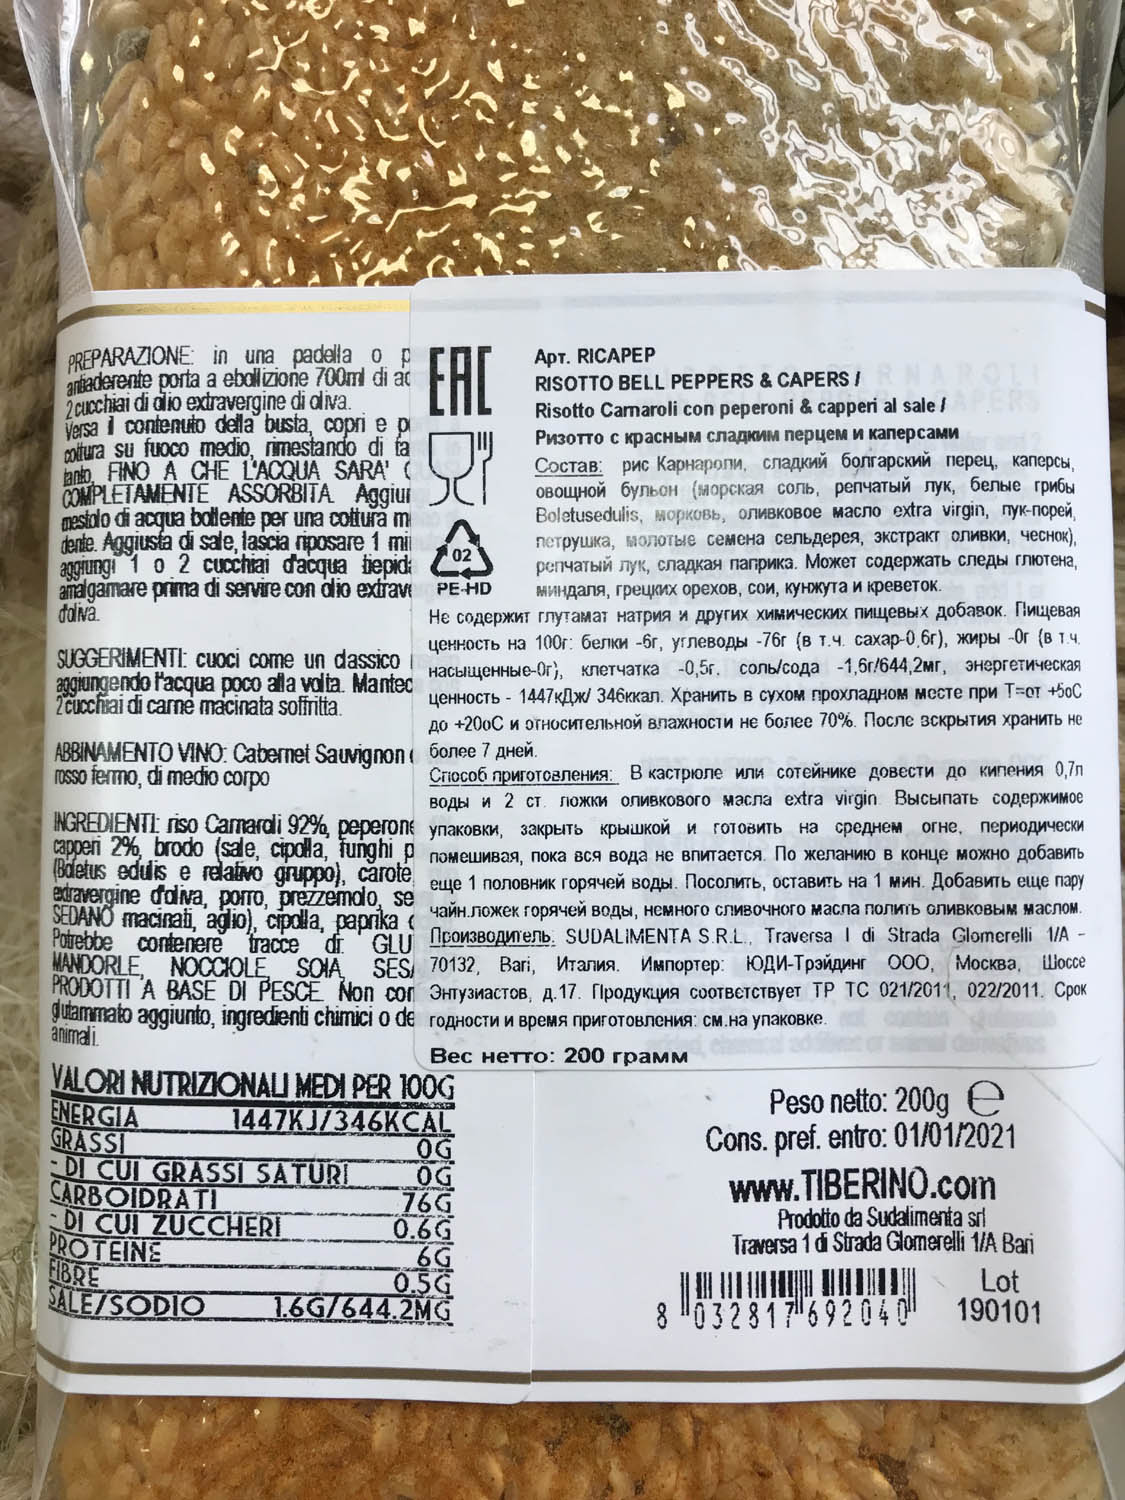 PREPARAZIONE: in una padella o p
antiaderente porta a ebollizione 700ml di ac
2 cucchiai di olio extravergine di oliva.
Versa il contenuto della busta, copri e po
cottura su fuoco medio, rimestando di ta
tanto, FINO A CHE L'ACQUA SARA' C
COMPLETAMENTE ASSORBITA. Aggiun
mestolo di acqua bollente per una cottura m
dente. Aggiusta di sale, lascia riposare 1 mi
aggiungi 1 o 2 cucchiai d'acqua tiepida
amalgamare prima di servire con olio extrave
d'oliva.
SUGGERIMENTI: cuoci come un classico
aggiungendo l'acqua poco alla volta. Mantec
2 cucchiai di carne macinata soffritta.
ABBINAMENTO VINO: Cabernet Sauvignon
rosso fermo, di medio corpo
INGREDIENTI: riso Carnaroli 92%, peperone
capperi 2%, brodo (sale, cipolla, funghi p
(Boletus edulis e relativo gruppo), carote,
extravergine d'oliva, porro, prezzemolo, se
SEDANO macinati, aglio), cipolla, paprika
Potrebbe contenere tracce di: GLU
MANDORLE, NOCCIOLE, SOIA, SESA
PRODOTTI A BASE DI PESCE. Non con
glutammato aggiunto, ingredienti chimici o de
animali.
VALORI NUTRIZIONALI MEDI PER 100G
ENERGIA 1447KJ/346KCAL
GRASSI 0G
- DI CUI GRASSI SATURI 0G
CARBOIDRATI 76G
- DI CUI ZUCCHERI 0.6G
PROTEINE 6G
FIBRE 0.5G
SALE/SODIO 1.6G/644.2MG
EAC
02
PE-HD
Арт. RICAPEP
RISOTTO BELL PEPPERS & CAPERS /
Risotto Carnaroli con peperoni & capperi al sale /
Ризотто с красным сладким перцем и каперсами
Состав: рис Карнароли, сладкий болгарский перец, каперсы,
овощной бульон (морская соль, репчатый лук, белые грибы
Boletusedulis, морковь, оливковое масло extra virgin, лук-порей,
петрушка, молотые семена сельдерея, экстракт оливки, чеснок),
репчатый лук, сладкая паприка. Может содержать следы глютена,
миндаля, грецких орехов, сои, кунжута и креветок.
Не содержит глутамат натрия и других химических пищевых добавок. Пищевая
ценность на 100г: белки -6г, углеводы -76г (в т.ч. сахар-0,6г), жиры -0г (в т.ч.
насыщенные-0г), клетчатка -0,5г. соль/сода -1,6г/644,2мг, энергетическая
ценность - 1447кДж/ 346ккал. Хранить в сухом прохладном месте при Т=от +5оС
до +20оС и относительной влажности не более 70%. После вскрытия хранить не
более 7 дней.
Способ приготовления: В кастрюле или сотейнике довести до кипения 0,7л
воды и 2 ст. ложки оливкового масла extra virgin. Высыпать содержимое
упаковки, закрыть крышкой и готовить на среднем огне, периодически
помешивая, пока вся вода не впитается. По желанию в конце можно добавить
еще 1 половник горячей воды. Посолить, оставить на 1 мин. Добавить еще пару
чайн.ложек горячей воды, немного сливочного масла полить оливковым маслом.
Производитель: SUDALIMENTA S.R.L., Traversa I di Strada Glomerelli 1/A -
70132, Bari, Италия. Импортер: ЮДИ-Трэйдинг ООО, Москва, Шоссе
Энтузиастов, д.17. Продукция соответствует ТР ТС 021/2011, 022/2011. Срок
годности и время приготовления: см.на упаковке.
Вес нетто: 200 грамм
Peso netto: 200g e
Cons. pref. entro: 01/01/2021
www.TIBERINO.com
Prodotto da Sudalimenta srl
Traversa 1 di Strada Glomerelli 1/A Bari
8 032817 692040
Lot
190101